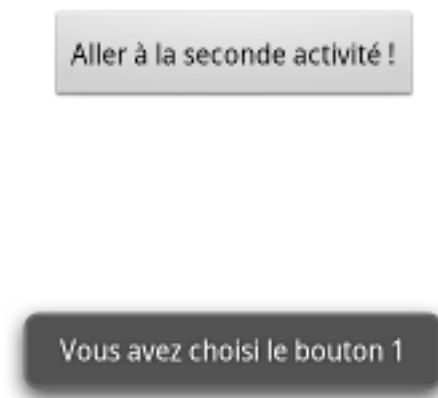 Aller à la seconde activité !
Vous avez choisi le bouton 1